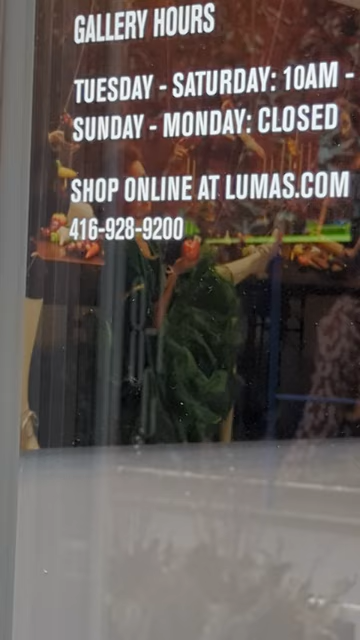 GALLERY HOURS
TUESDAY - SATURDAY: 10AM -
SUNDAY - MONDAY: CLOSED
SHOP ONLINE AT LUMAS.COM
416-928-9200